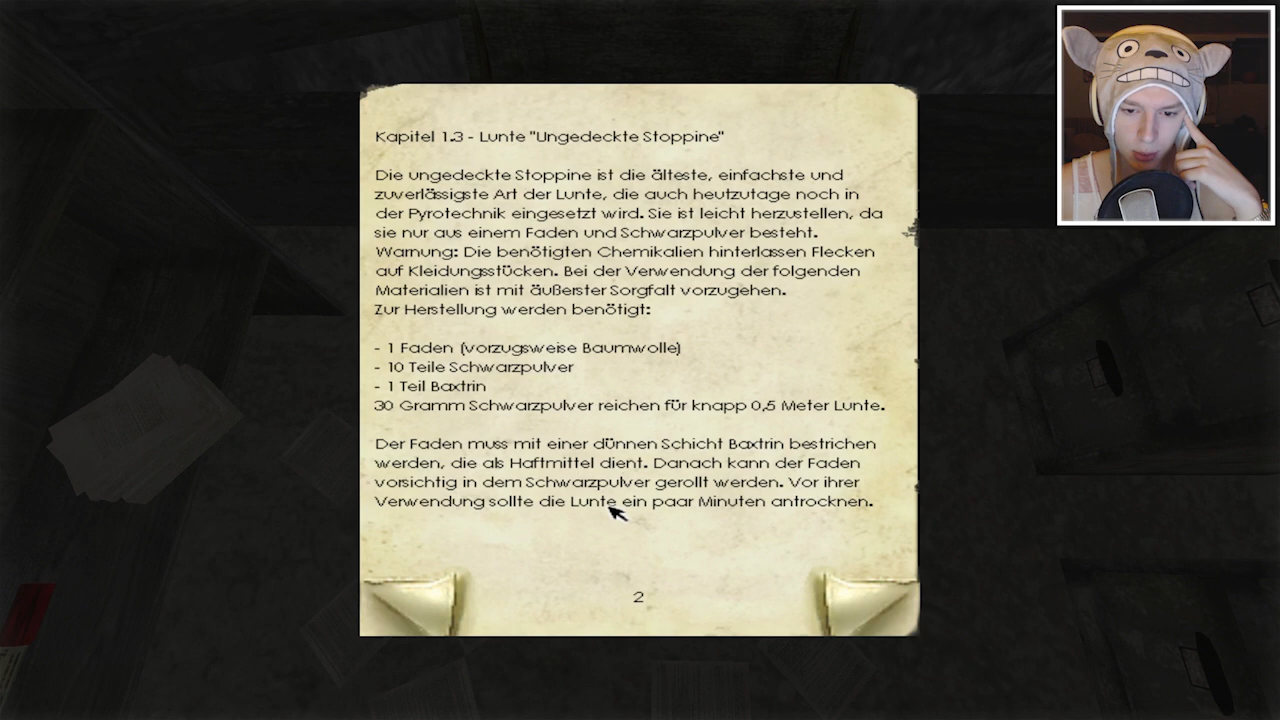 Kapitel 1.3 - Lunte "Ungedeckte Stoppine"
Die ungedeckte Stoppine ist die älteste, einfachste und
zuverlässigste Art der Lunte, die auch heutzutage noch in
der Pyrotechnik eingesetzt wird. Sie ist leicht herzustellen, da
sie nur aus einem Faden und Schwarzpulver besteht.
Warnung: Die benötigten Chemikalien hinterlassen Flecken
auf Kleidungsstücken. Bei der Verwendung der folgenden
Materialien ist mit äußerster Sorgfalt vorzugehen.
Zur Herstellung werden benötigt:
- 1 Faden (vorzugsweise Baumwolle)
- 10 Teile Schwarzpulver
- 1 Teil Baxtrin
30 Gramm Schwarzpulver reichen für knapp 0,5 Meter Lunte.
Der Faden muss mit einer dünnen Schicht Baxtrin bestrichen
werden, die als Haftmittel dient. Danach kann der Faden
vorsichtig in dem Schwarzpulver gerollt werden. Vor ihrer
Verwendung sollte die Lunte ein paar Minuten antrocknen.
2